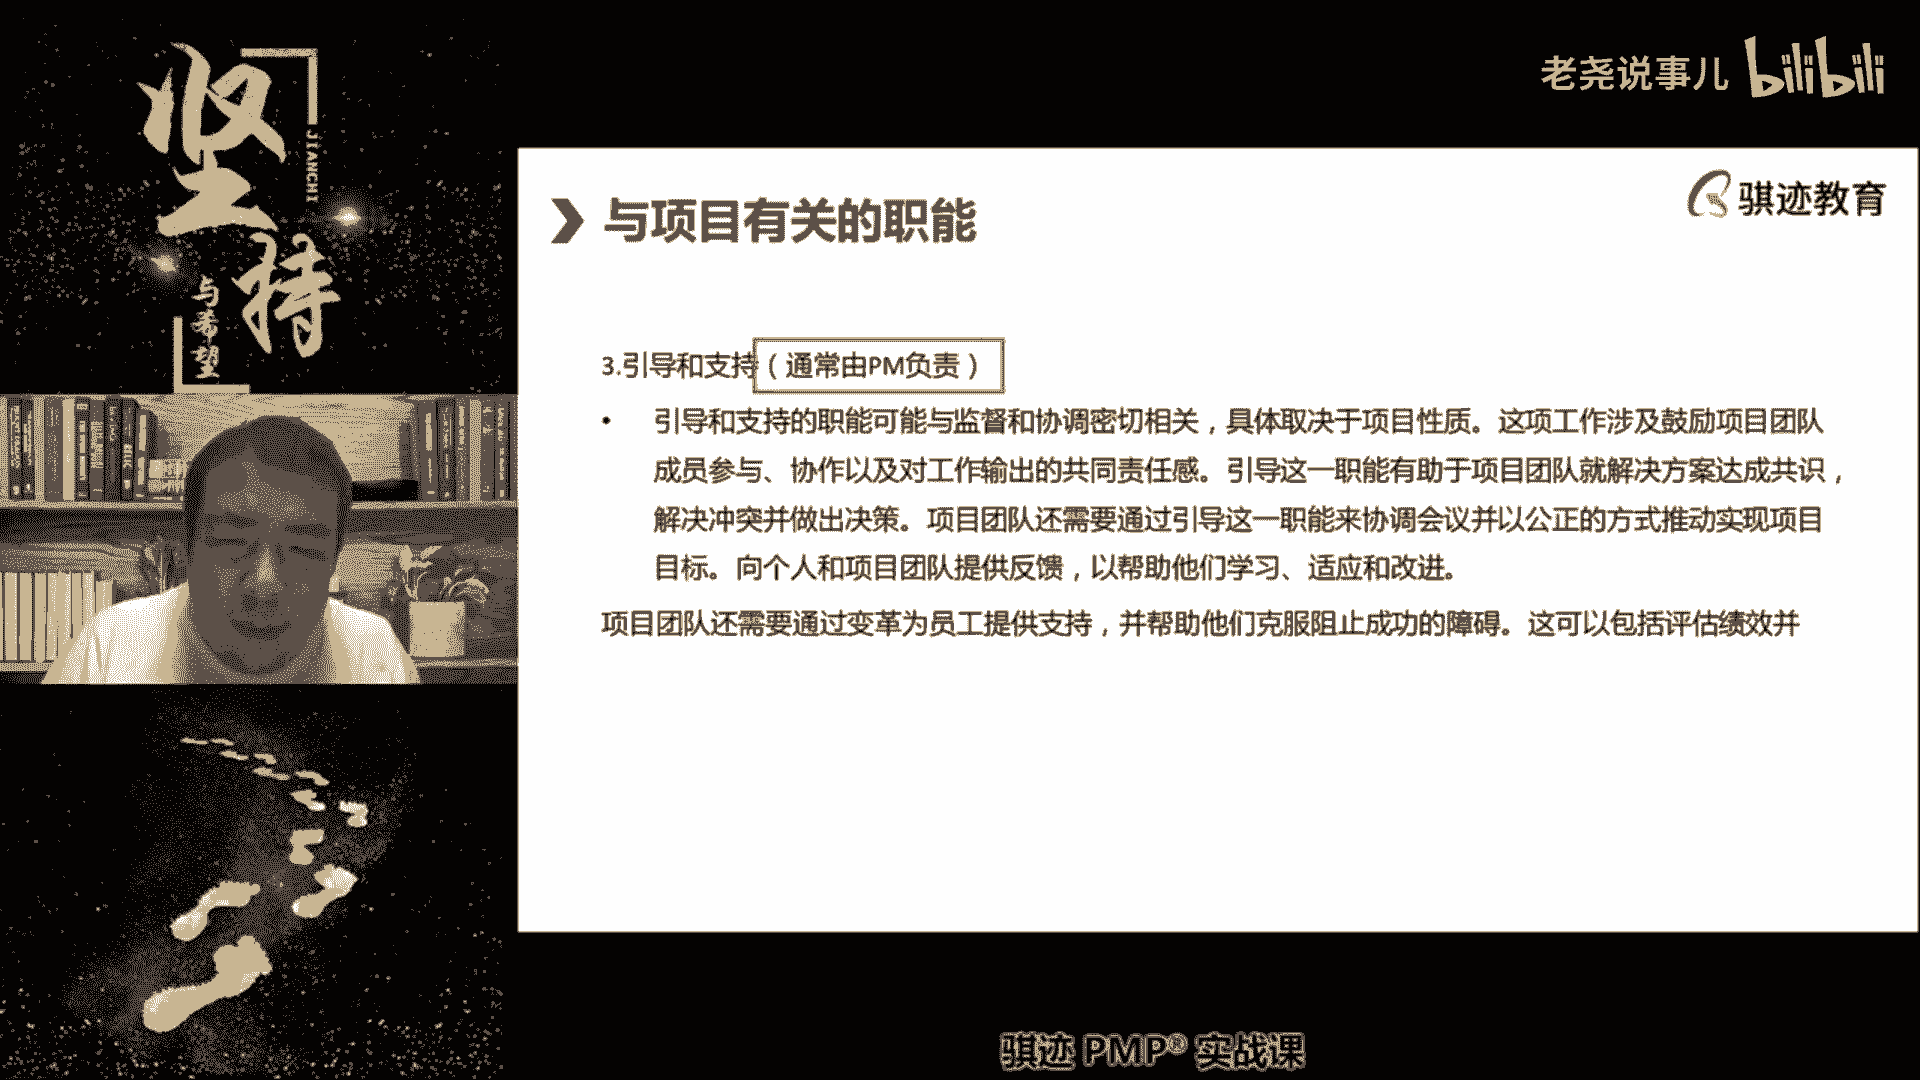 坚持
JIANCHI
与希望
老尧说事儿 bilibili
骐迹教育
与项目有关的职能
3.引导和支持（通常由PM负责）
• 引导和支持的职能可能与监督和协调密切相关，具体取决于项目性质。这项工作涉及鼓励项目团队
成员参与、协作以及对工作输出的共同责任感。引导这一职能有助于项目团队就解决方案达成共识，
解决冲突并做出决策。项目团队还需要通过引导这一职能来协调会议并以公正的方式推动实现项目
目标。向个人和项目团队提供反馈，以帮助他们学习、适应和改进。
项目团队还需要通过变革为员工提供支持，并帮助他们克服阻止成功的障碍。这可以包括评估绩效并
骐迹 PMP® 实战课